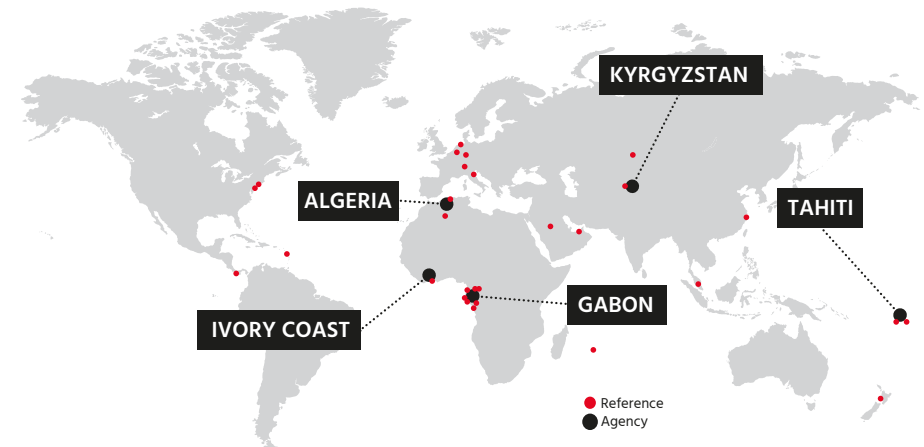 KYRGYZSTAN
ALGERIA
TAHITI
GABON
IVORY COAST
Reference
Agency